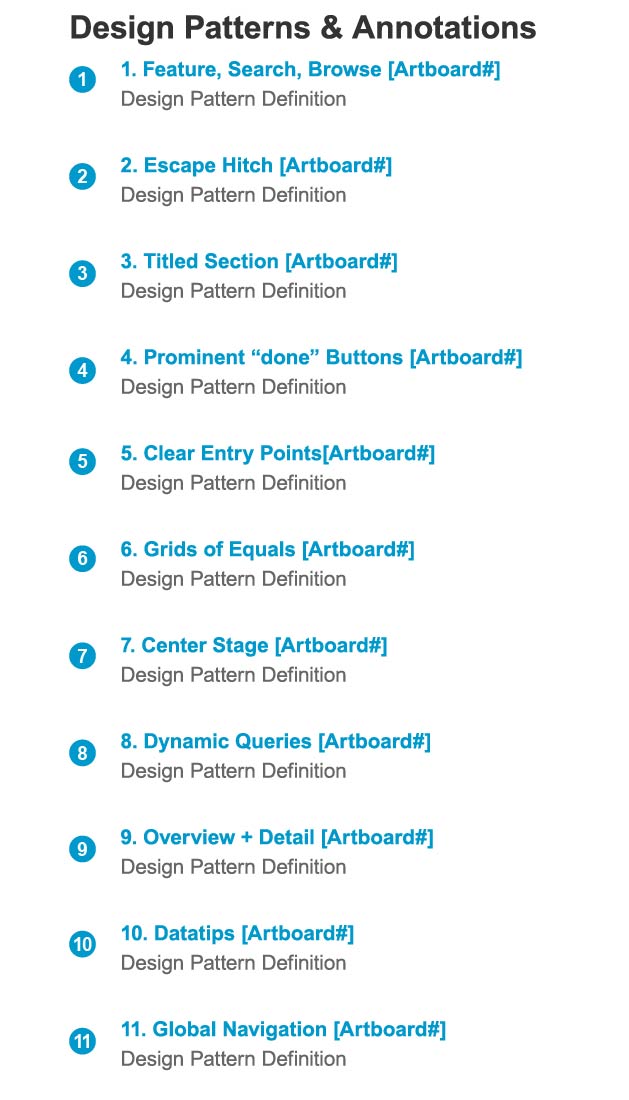 Design Patterns & Annotations
1 1. Feature, Search, Browse [Artboard#]
Design Pattern Definition
2 2. Escape Hitch [Artboard#]
Design Pattern Definition
3 3. Titled Section [Artboard#]
Design Pattern Definition
4 4. Prominent “done” Buttons [Artboard#]
Design Pattern Definition
5 5. Clear Entry Points[Artboard#]
Design Pattern Definition
6 6. Grids of Equals [Artboard#]
Design Pattern Definition
7 7. Center Stage [Artboard#]
Design Pattern Definition
8 8. Dynamic Queries [Artboard#]
Design Pattern Definition
9 9. Overview + Detail [Artboard#]
Design Pattern Definition
10 10. Datatips [Artboard#]
Design Pattern Definition
11 11. Global Navigation [Artboard#]
Design Pattern Definition